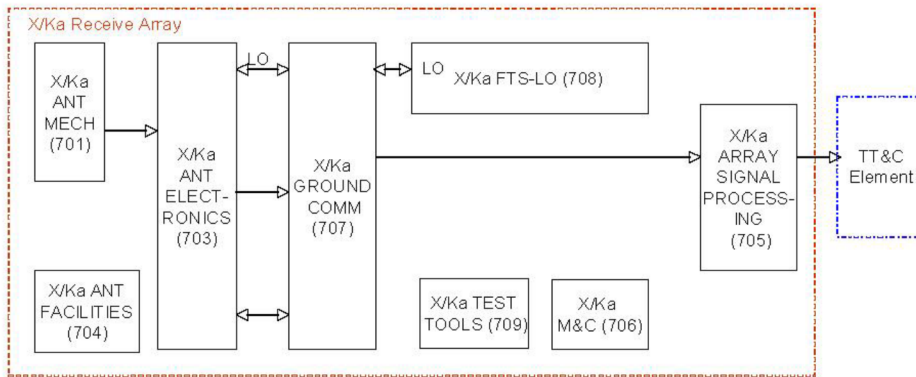 X/Ka Receive Array
X/Ka
ANT
MECH
(701)
X/Ka
ANT
ELECT-
RONICS
(703)
LO
X/Ka
GROUND
COMM
(707)
LO
X/Ka FTS-LO (708)
X/Ka
ARRAY
SIGNAL
PROCESS-
ING
(705)
TT&C
Element
X/Ka ANT
FACILITIES
(704)
X/Ka TEST
TOOLS (709)
X/Ka
M&C (706)